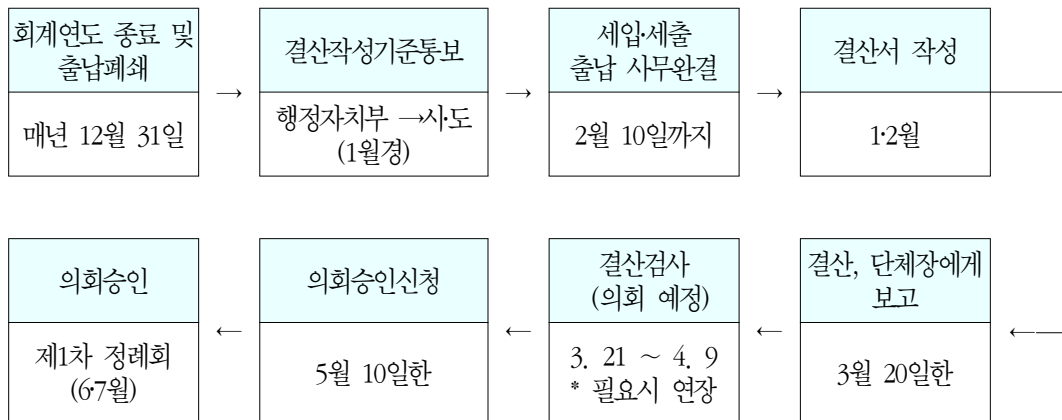 회계연도 종료 및
출납폐쇄
매년 12월 31일
→
결산작성기준통보
행정자치부 →시·도
(1월경)
→
세입·세출
출납 사무완결
2월 10일까지
→
결산서 작성
1·2월
결산, 단체장에게
보고
3월 20일한
←
결산검사
(의회 예정)
3. 21 ~ 4. 9
* 필요시 연장
←
의회승인신청
5월 10일한
←
의회승인
제1차 정례회
(6·7월)
←